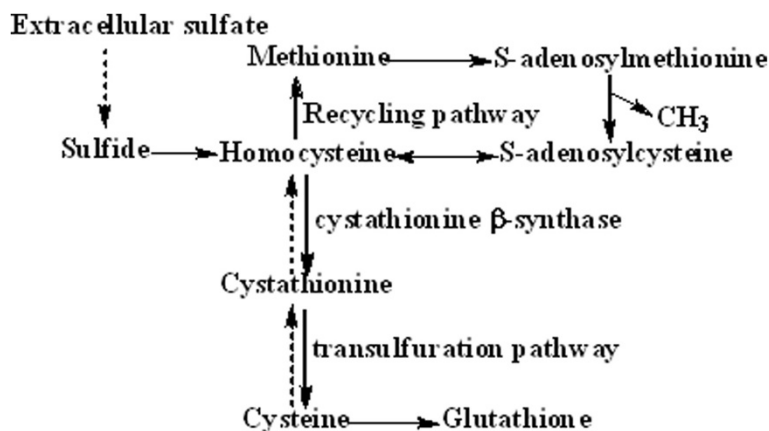 Extracellular sulfate
Methionine S-adenosylmethionine
Recycling pathway CH3
Sulfide Homocysteine S-adenosylcysteine
cystathionine β-synthase
Cystathionine
transulfuration pathway
Cysteine Glutathione